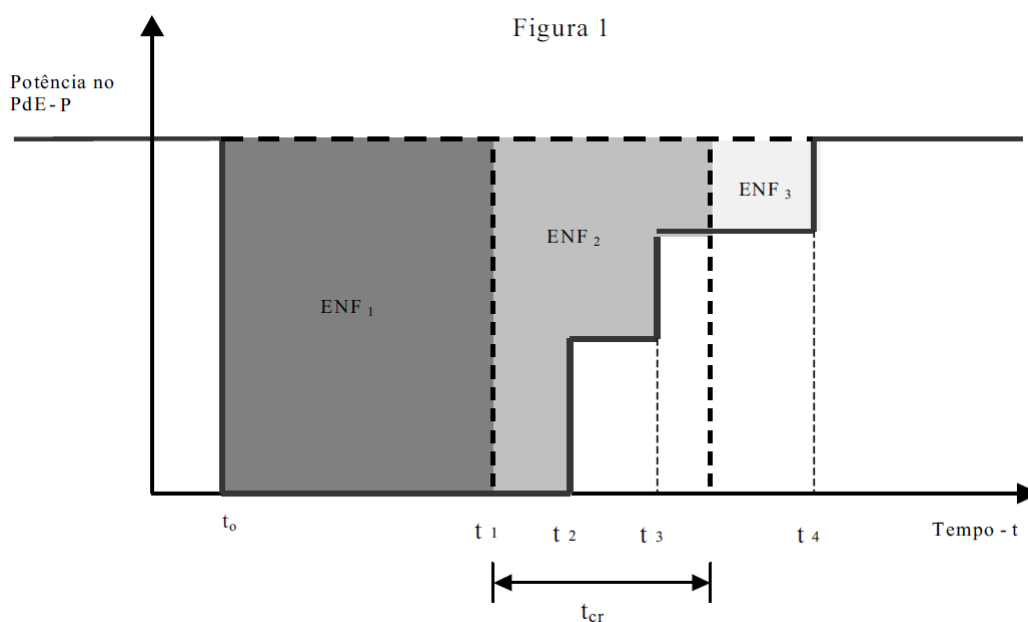 Figura 1
Potência no
PdE-P
ENF 3
ENF 2
ENF 1
to
t 1
t 2
t 3
t 4
Tempo - t
tcr